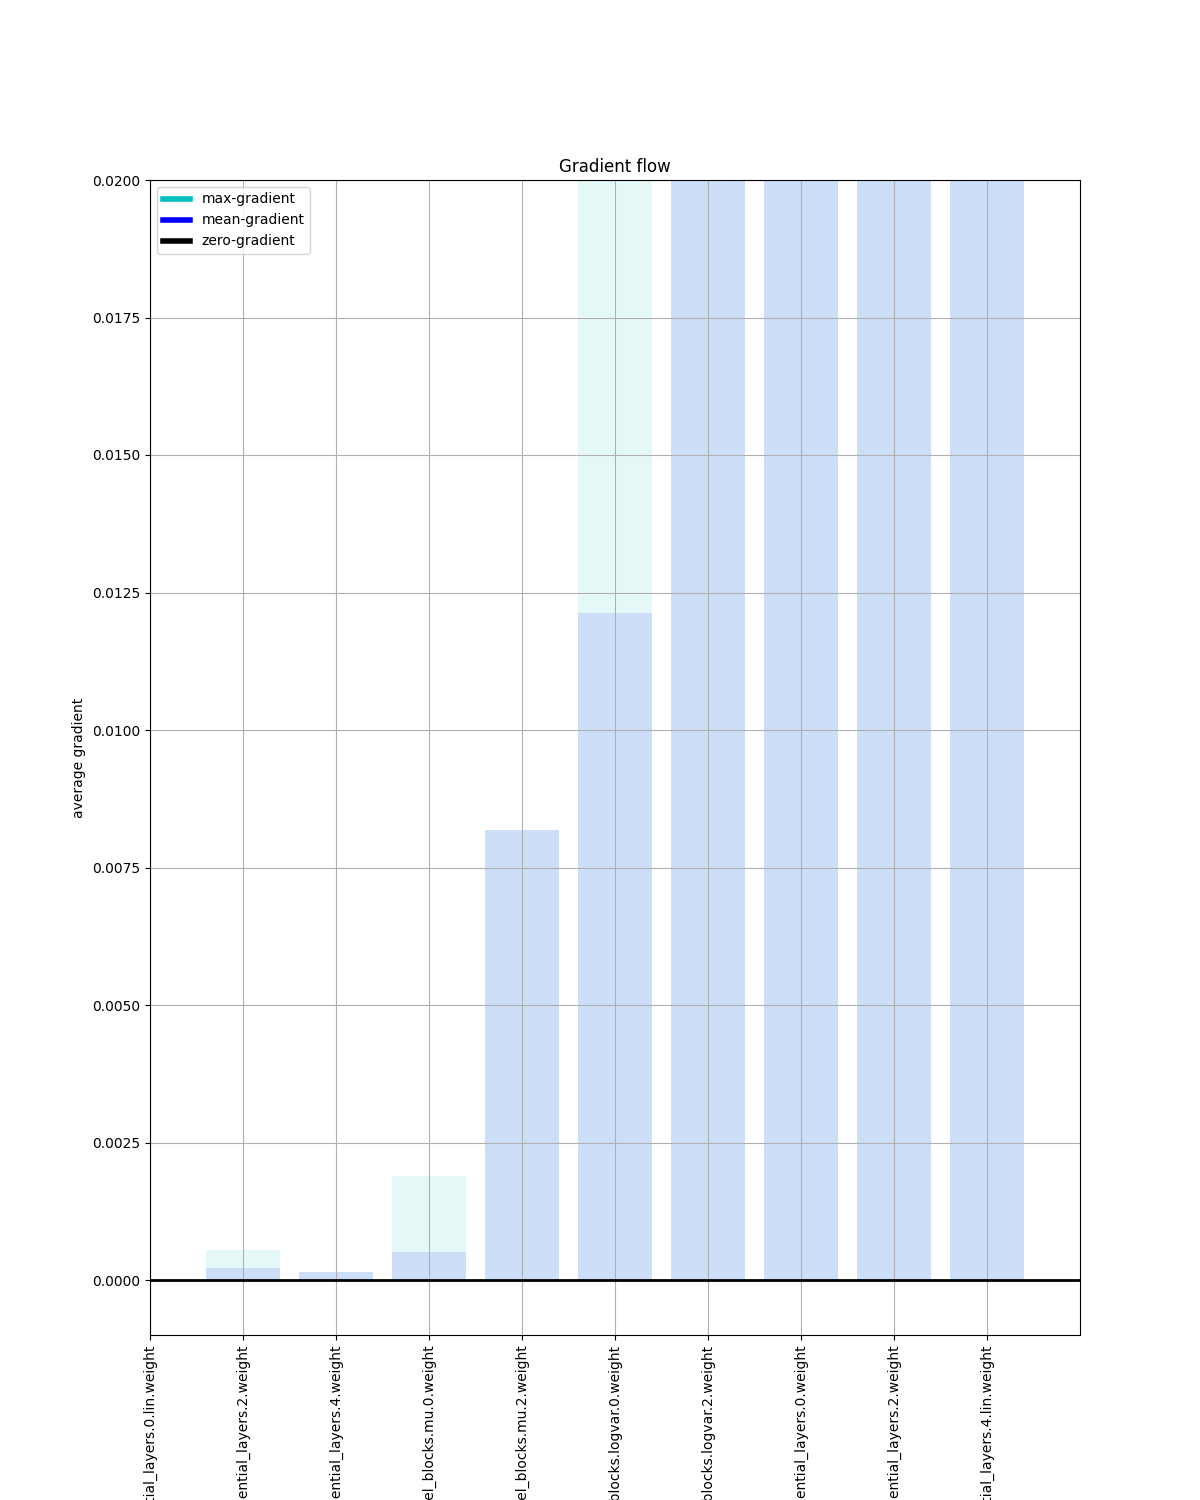 Gradient flow
max-gradient
mean-gradient
zero-gradient
0.0200
0.0175
0.0150
0.0125
0.0100
0.0075
0.0050
0.0025
0.0000
average gradient
tial_layers.0.lin.weight
ential_layers.2.weight
ential_layers.4.weight
el_blocks.mu.0.weight
el_blocks.mu.2.weight
blocks.logvar.0.weight
blocks.logvar.2.weight
ential_layers.0.weight
ential_layers.2.weight
tial_layers.4.lin.weight